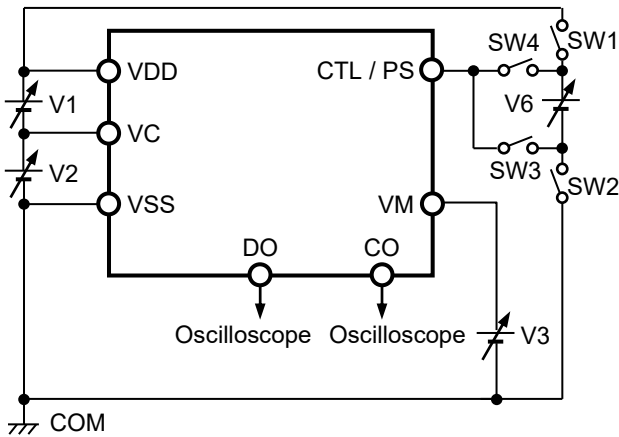 SW1
SW4
VDD
CTL / PS
V1
V6
VC
V2
SW3
SW2
VSS
VM
DO
CO
Oscilloscope
Oscilloscope
V3
COM